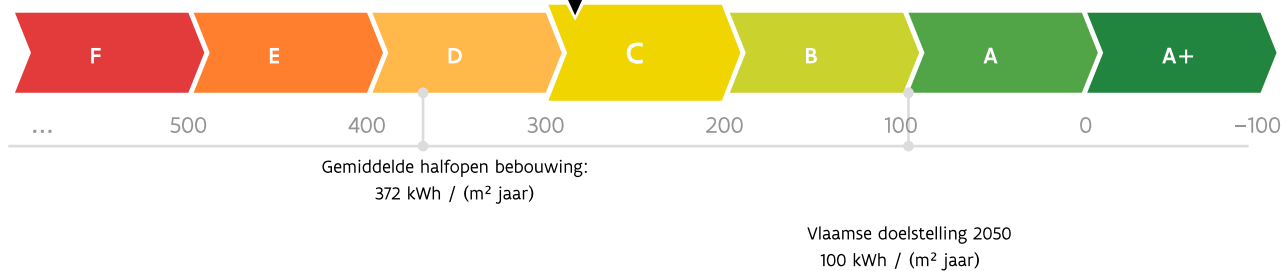 F E D C B A A+
... 500 400 300 200 100 0 –100
Gemiddelde halfopen bebouwing:
372 kWh / (m² jaar)
Vlaamse doelstelling 2050
100 kWh / (m² jaar)